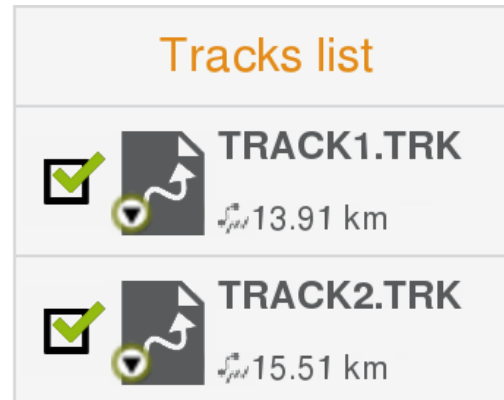 Tracks list
TRACK1.TRK
13.91 km
TRACK2.TRK
15.51 km